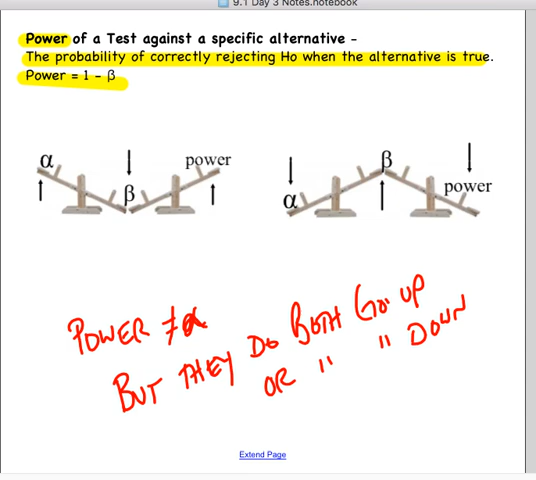 9.1 Day 3 Notes.notebook
Power of a Test against a specific alternative -
The probability of correctly rejecting Ho when the alternative is true.
Power = 1 - β
α β power
α β power
POWER ≠ α
BUT THEY DO BOTH GO UP
OR " " DOWN
Extend Page